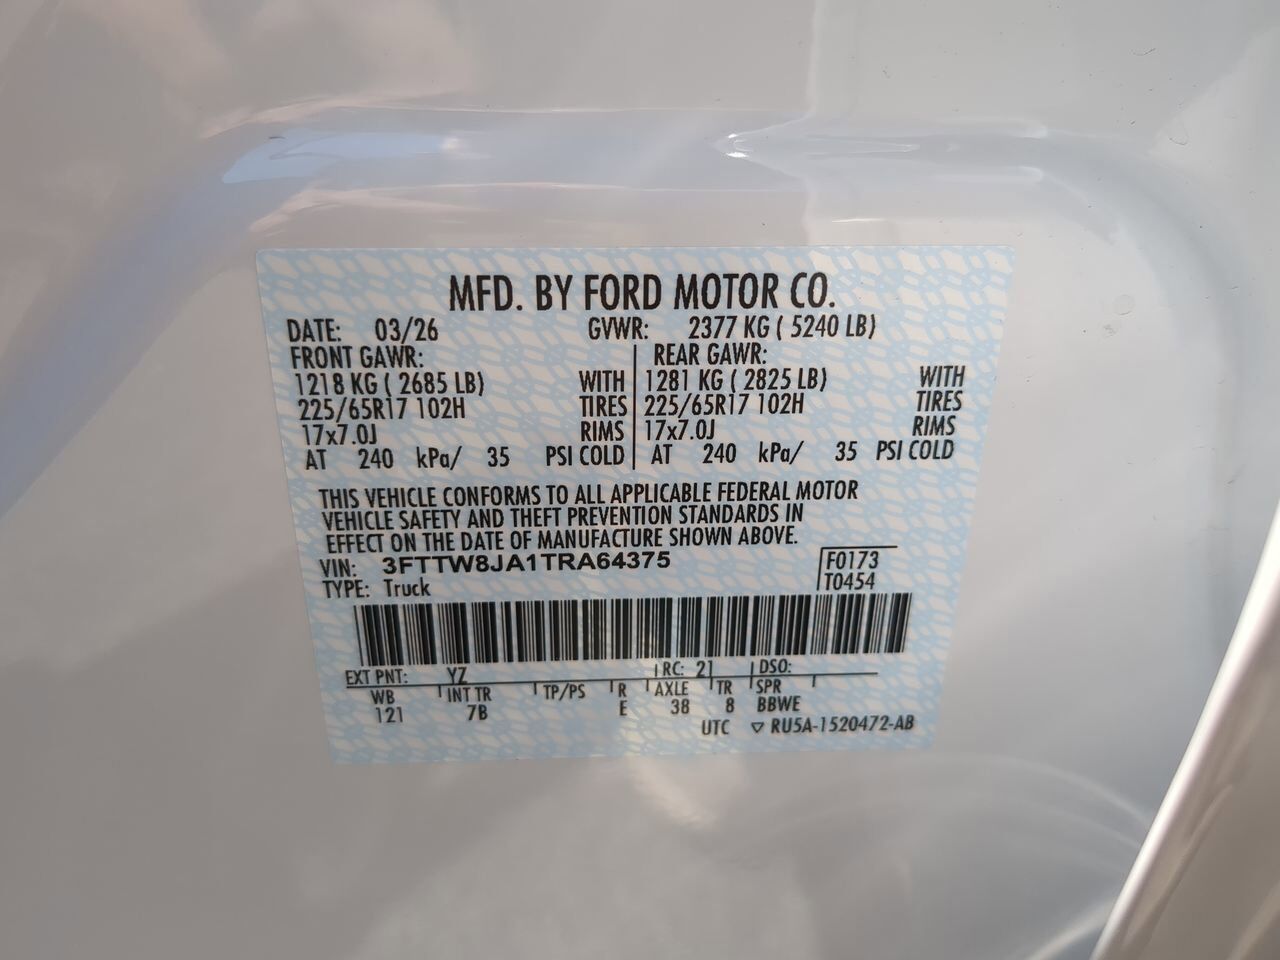 MFD. BY FORD MOTOR CO.
DATE: 03/26 GVWR: 2377 KG ( 5240 LB)
FRONT GAWR: REAR GAWR:
1218 KG ( 2685 LB) WITH 1281 KG ( 2825 LB) WITH
225/65R17 102H TIRES 225/65R17 102H TIRES
17x7.0J RIMS 17x7.0J RIMS
AT 240 kPa/ 35 PSI COLD AT 240 kPa/ 35 PSI COLD
THIS VEHICLE CONFORMS TO ALL APPLICABLE FEDERAL MOTOR
VEHICLE SAFETY AND THEFT PREVENTION STANDARDS IN
EFFECT ON THE DATE OF MANUFACTURE SHOWN ABOVE.
VIN: 3FTTW8JA1TRA64375 F0173
TYPE: Truck T0454
EXT PNT: YZ RC: 21 DSO:
WB INT TR TP/PS R AXLE TR SPR
121 7B E 38 8 BBWE
UTC ▽ RU5A-1520472-AB